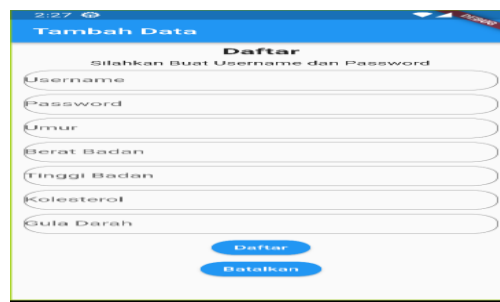 2:27
DEBUG
Tambah Data
Daftar
Silahkan Buat Username dan Password
Username
Password
Umur
Berat Badan
Tinggi Badan
Kolesterol
Gula Darah
Daftar
Batalkan